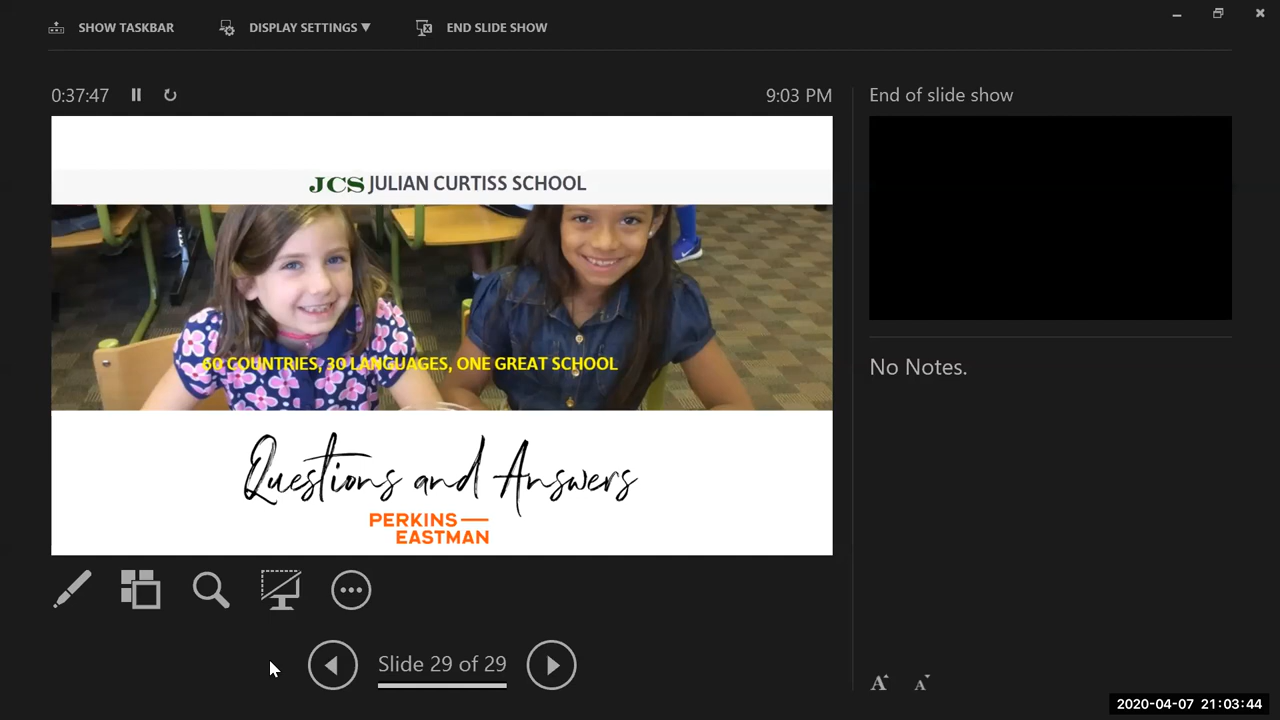 SHOW TASKBAR
DISPLAY SETTINGS ▼
END SLIDE SHOW
0:37:47
9:03 PM
End of slide show
JCS JULIAN CURTISS SCHOOL
60 COUNTRIES, 30 LANGUAGES, ONE GREAT SCHOOL
Questions and Answers
PERKINS—
EASTMAN
No Notes.
Slide 29 of 29
A A
2020-04-07 21:03:44